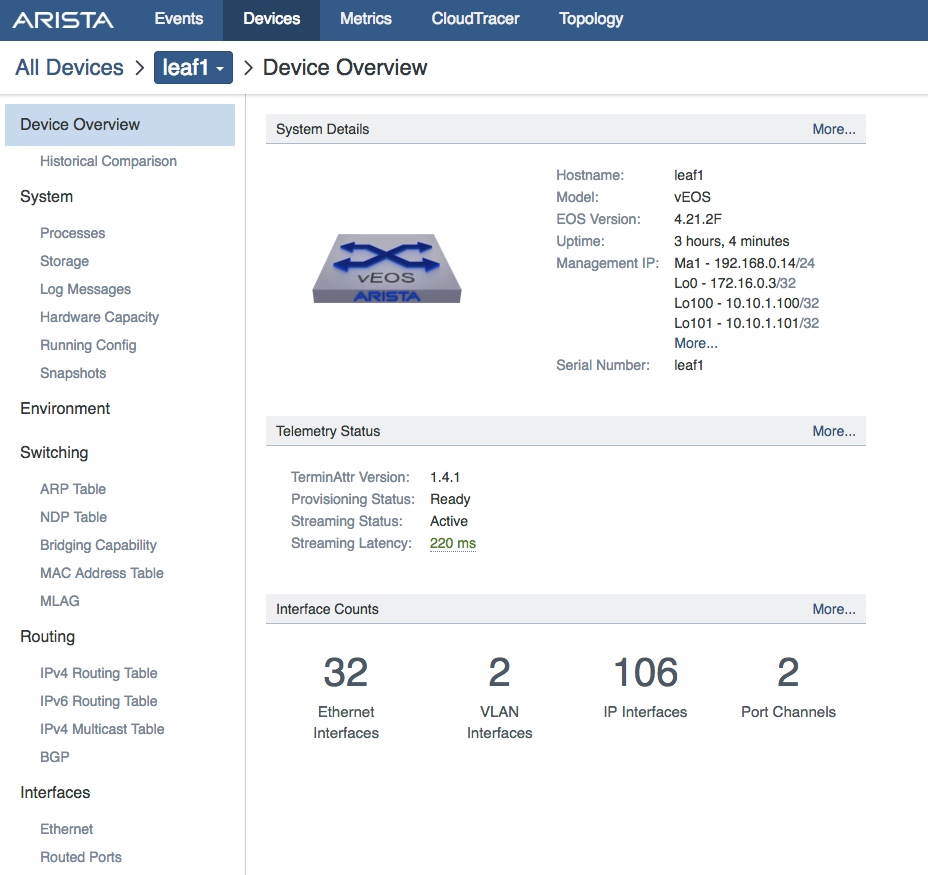 ARISTA Events Devices Metrics CloudTracer Topology
All Devices > leaf1 > Device Overview
Device Overview
Historical Comparison
System
Processes
Storage
Log Messages
Hardware Capacity
Running Config
Snapshots
Environment
Switching
ARP Table
NDP Table
Bridging Capability
MAC Address Table
MLAG
Routing
IPv4 Routing Table
IPv6 Routing Table
IPv4 Multicast Table
BGP
Interfaces
Ethernet
Routed Ports
System Details More...
vEOS
ARISTA
Hostname: leaf1
Model: vEOS
EOS Version: 4.21.2F
Uptime: 3 hours, 4 minutes
Management IP: Ma1 - 192.168.0.14/24
Lo0 - 172.16.0.3/32
Lo100 - 10.10.1.100/32
Lo101 - 10.10.1.101/32
More...
Serial Number: leaf1
Telemetry Status More...
TerminAttr Version: 1.4.1
Provisioning Status: Ready
Streaming Status: Active
Streaming Latency: 220 ms
Interface Counts More...
32
Ethernet
Interfaces
2
VLAN
Interfaces
106
IP Interfaces
2
Port Channels